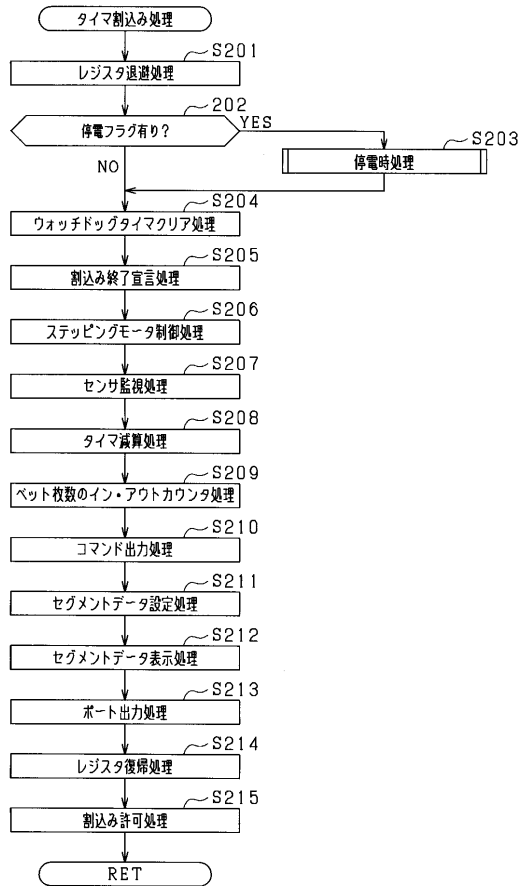 タイマ割込み処理
S201
レジスタ退避処理
202
停電フラグ有り?
YES
S203
停電時処理
NO
S204
ウォッチドッグタイマクリア処理
S205
割込み終了宣言処理
S206
ステッピングモータ制御処理
S207
センサ監視処理
S208
タイマ減算処理
S209
ベット枚数のイン・アウトカウンタ処理
S210
コマンド出力処理
S211
セグメントデータ設定処理
S212
セグメントデータ表示処理
S213
ポート出力処理
S214
レジスタ復帰処理
S215
割込み許可処理
RET